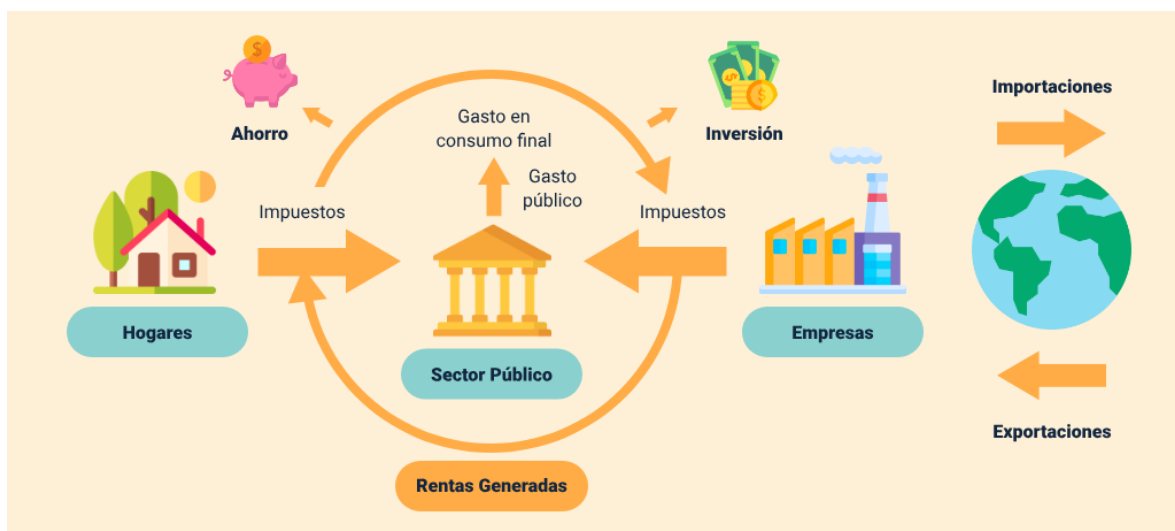 Ahorro
Gasto en
consumo final
Inversión
Importaciones
Gasto
público
Impuestos
Impuestos
Hogares
Sector Público
Empresas
Exportaciones
Rentas Generadas